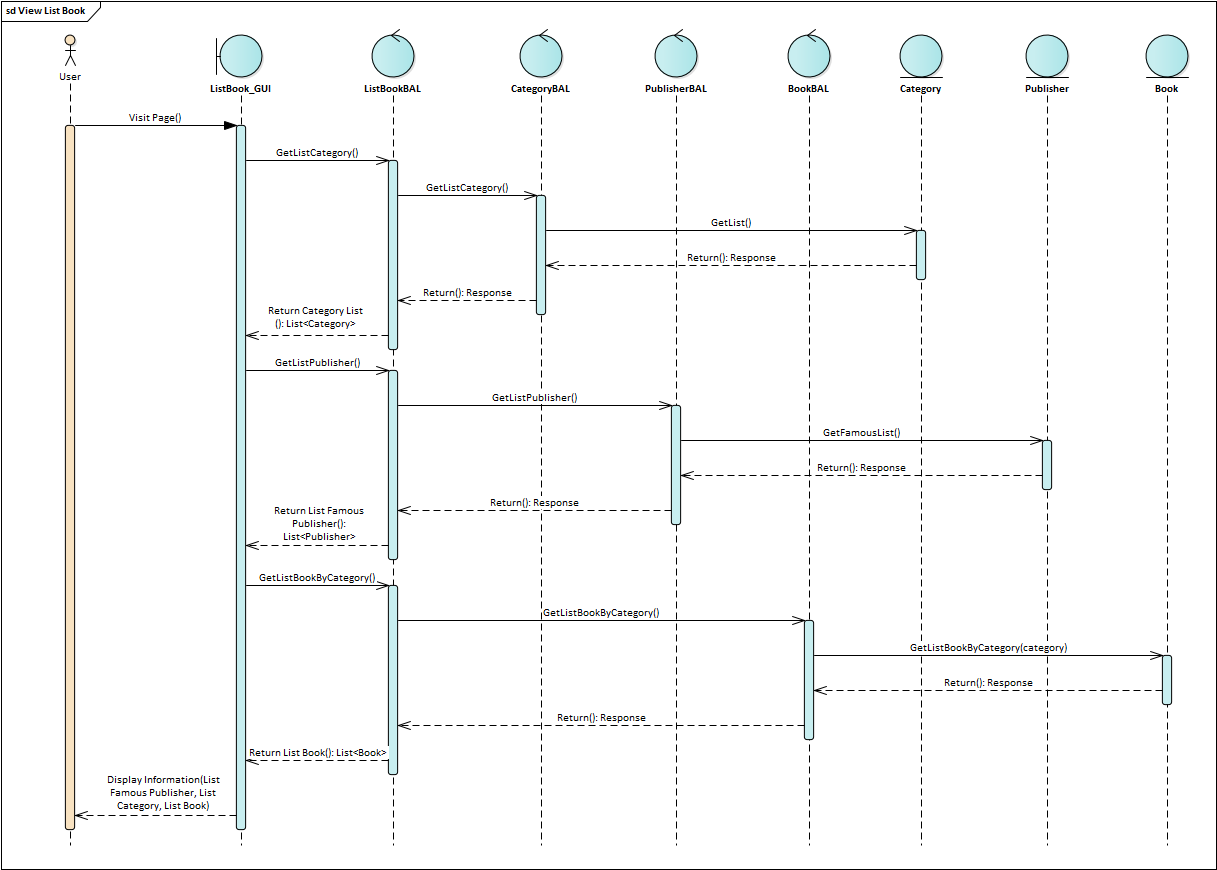 sd View List Book
User
ListBook_GUI
ListBookBAL
CategoryBAL
PublisherBAL
BookBAL
Category
Publisher
Book
Visit Page()
GetListCategory()
GetListCategory()
GetList()
Return(): Response
Return(): Response
Return Category List
(): List<Category>
GetListPublisher()
GetListPublisher()
GetFamousList()
Return(): Response
Return(): Response
Return List Famous
Publisher():
List<Publisher>
GetListBookByCategory()
GetListBookByCategory()
GetListBookByCategory(category)
Return(): Response
Return(): Response
Return List Book(): List<Book>
Display Information(List
Famous Publisher, List
Category, List Book)